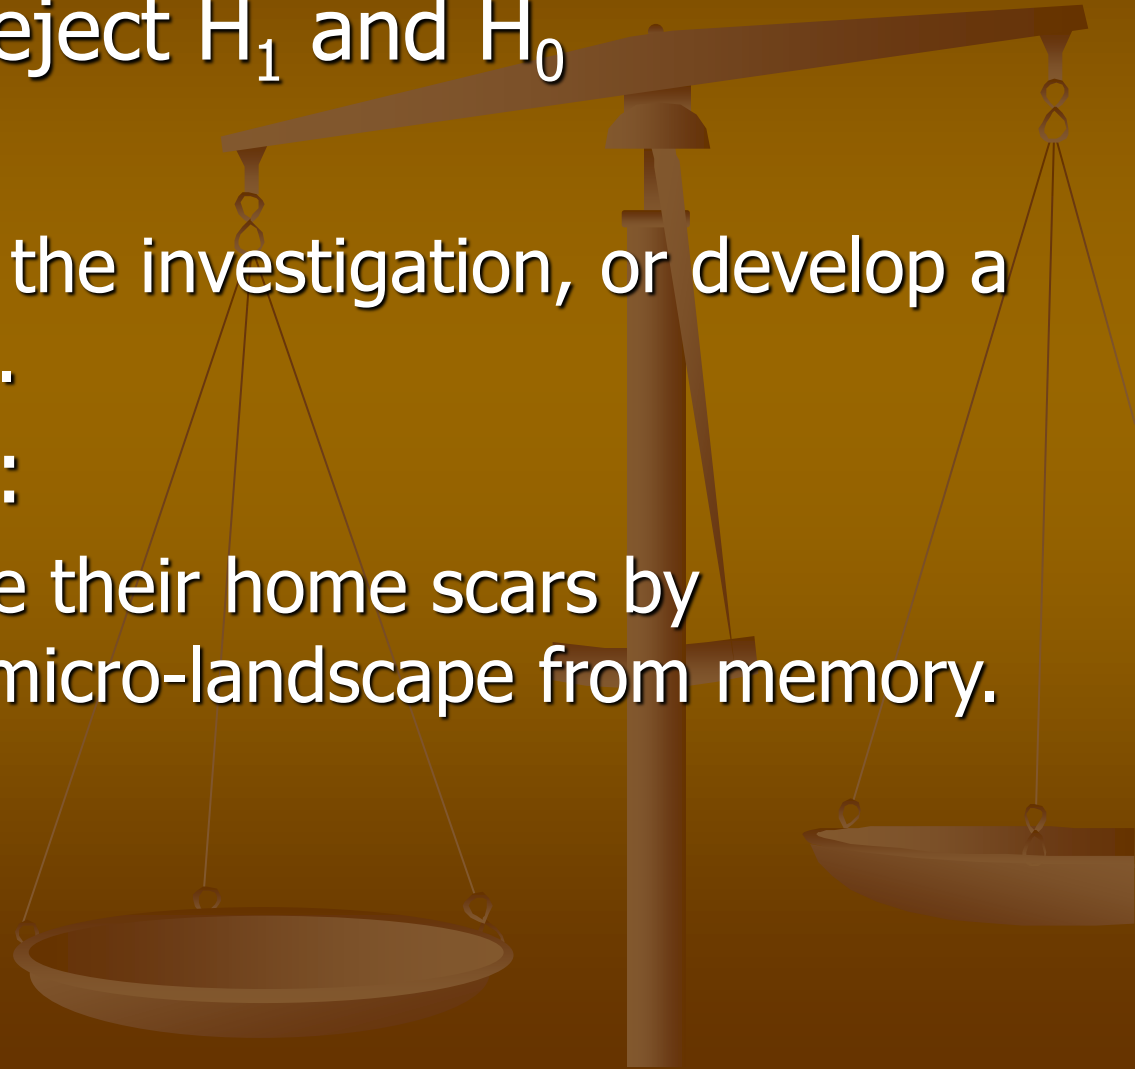 eject H₁ and H₀
the investigation, or develop a
.
:
e their home scars by
micro-landscape from memory.